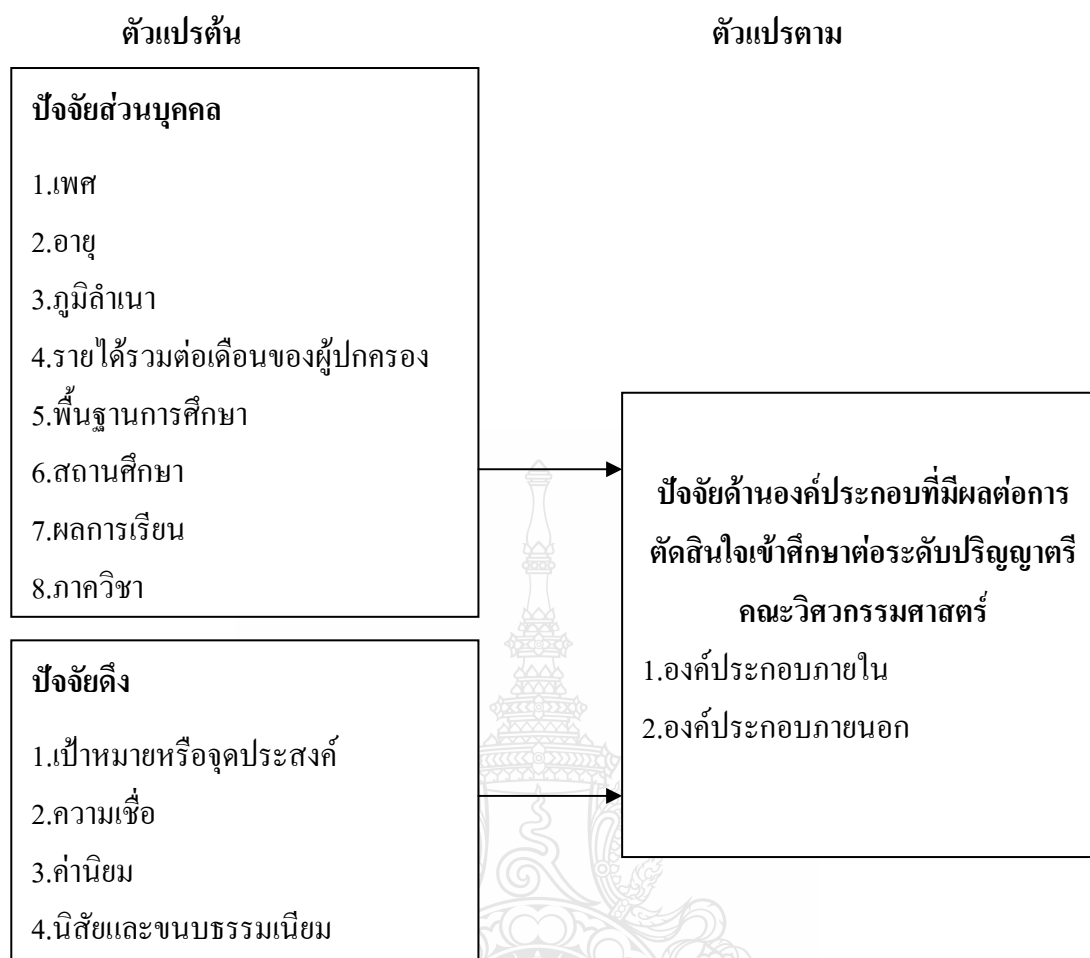 ตัวแปรต้น
ตัวแปรตาม
ปัจจัยส่วนบุคคล
1.เพศ
2.อายุ
3.ภูมิลำเนา
4.รายได้รวมต่อเดือนของผู้ปกครอง
5.พื้นฐานการศึกษา
6.สถานศึกษา
7.ผลการเรียน
8.ภาควิชา
ปัจจัยดึง
1.เป้าหมายหรือจุดประสงค์
2.ความเชื่อ
3.ค่านิยม
4.นิสัยและขนบธรรมเนียม
ปัจจัยด้านองค์ประกอบที่มีผลต่อการ
ตัดสินใจเข้าศึกษาต่อระดับปริญญาตรี
คณะวิศวกรรมศาสตร์
1.องค์ประกอบภายใน
2.องค์ประกอบภายนอก